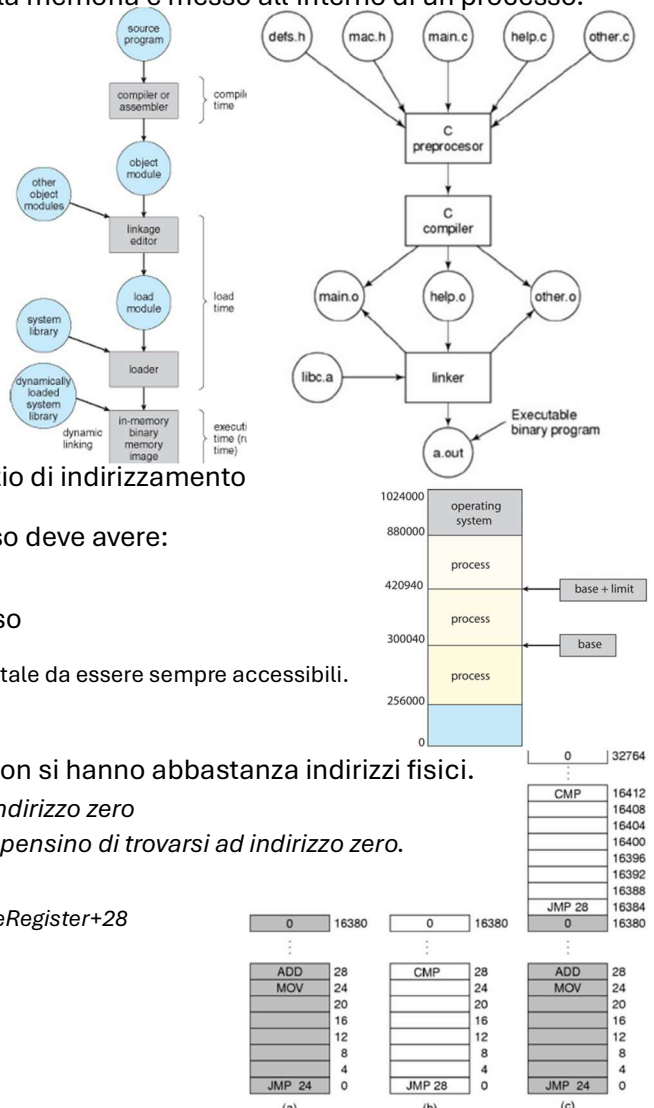 la memoria e messo all'interno di un processo.
source
program
compiler or
assembler
compile
time
object
module
other
object
modules
linkage
editor
load
module
load
time
system
library
loader
dynamically
loaded
system
library
dynamic
linking
in-memory
binary
memory
image
time)
defs.h
mac.h
main.c
help.c
other.c
C
preprocesor
C
compiler
main.o
help.o
other.o
libc.a
linker
Executable
binary program
a.out
di indirizzamento
deve avere:
tale da essere sempre accessibili.
1024000
operating
system
880000
process
420940
base + limit
process
300040
base
process
256000
0
si hanno abbastanza indirizzi fisici.
zero
pensino di trovarsi ad indirizzo zero.
eRegister+28
0 16380
⋮ ⋮
ADD 28
MOV 24
20
16
12
8
4
JMP 24 0
(a)
0 16380
⋮ ⋮
CMP 28
24
20
16
12
8
4
JMP 28 0
(b)
0 32764
⋮
CMP 16412
16408
16404
16400
16396
16392
16388
JMP 28 16384
0 16380
⋮ ⋮
ADD 28
MOV 24
20
16
12
8
4
JMP 24 0
(c)